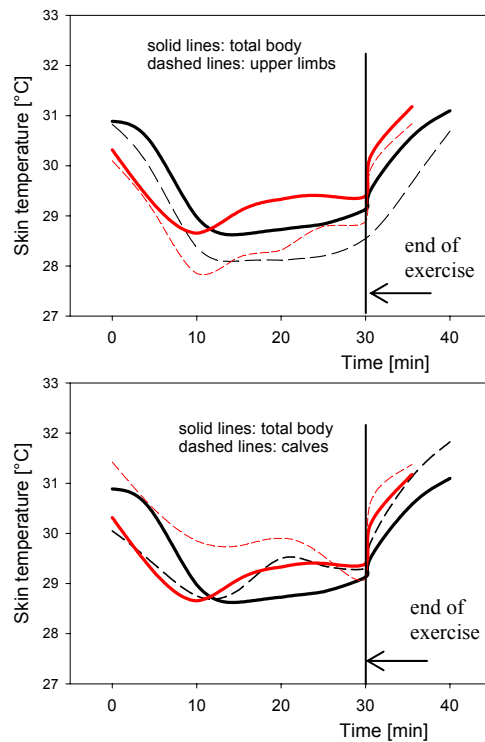 solid lines: total body
dashed lines: upper limbs
Skin temperature [°C]
33
32
31
30
29
28
27
end of
exercise
0 10 20 30 40
Time [min]
solid lines: total body
dashed lines: calves
Skin temperature [°C]
33
32
31
30
29
28
27
end of
exercise
0 10 20 30 40
Time [min]